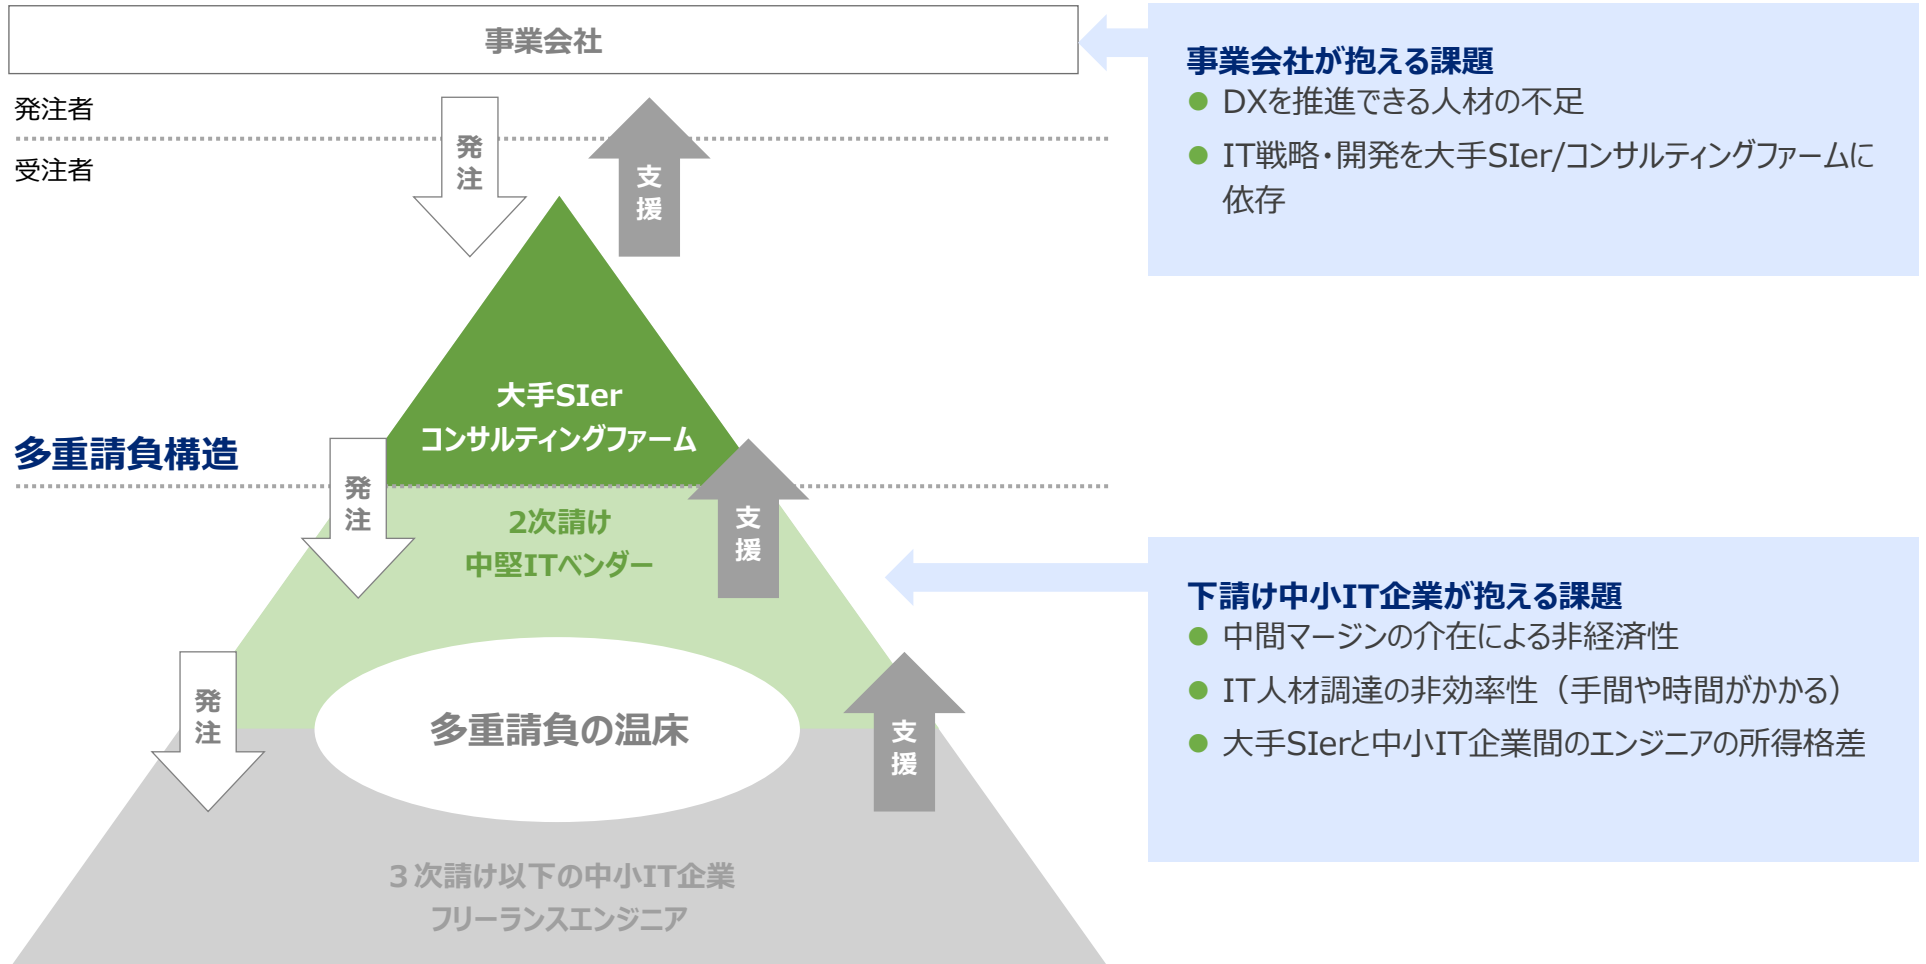 事業会社
発注者
受注者
発注
支援
大手SIer
コンサルティングファーム
多重請負構造
発注
支援
2次請け
中堅ITベンダー
発注
支援
多重請負の温床
３次請け以下の中小IT企業
フリーランスエンジニア
事業会社が抱える課題
● DXを推進できる人材の不足
● IT戦略・開発を大手SIer/コンサルティングファームに
依存
下請け中小IT企業が抱える課題
● 中間マージンの介在による非経済性
● IT人材調達の非効率性（手間や時間がかかる）
● 大手SIerと中小IT企業間のエンジニアの所得格差